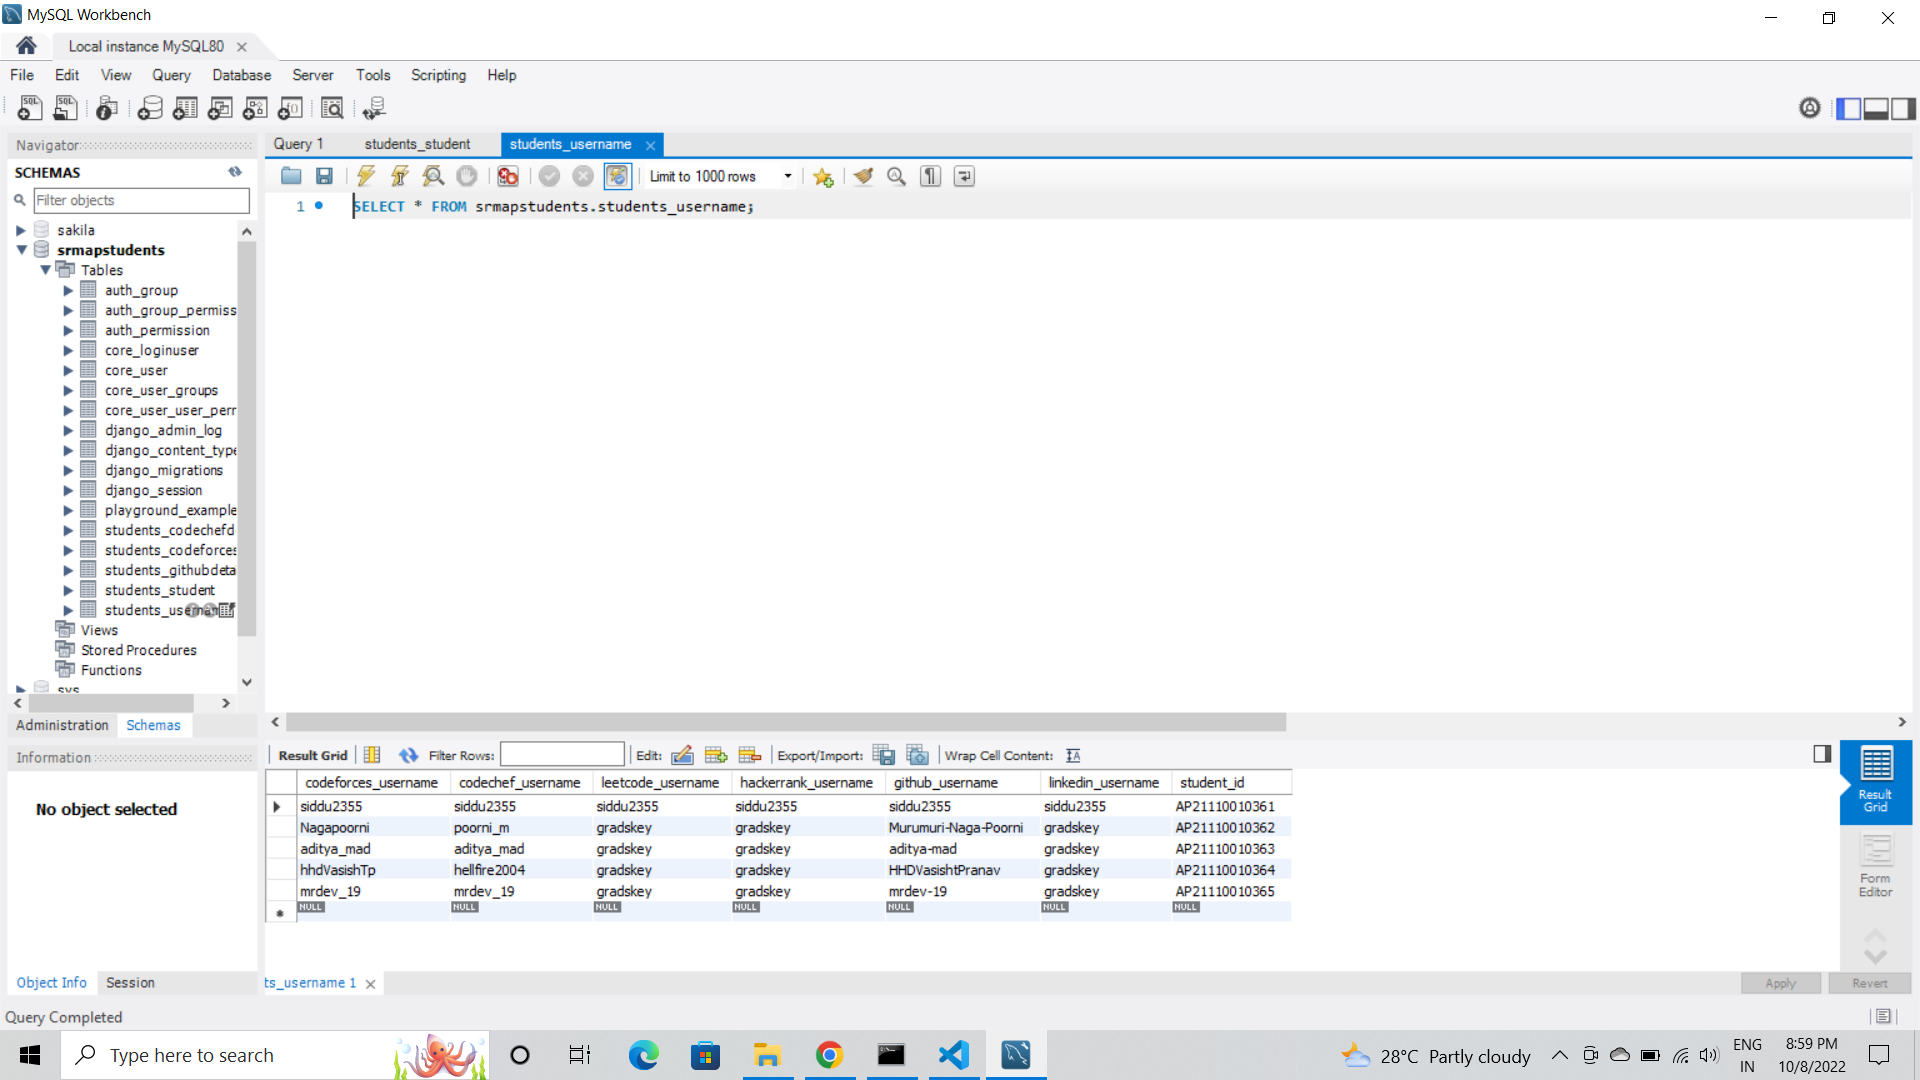 MySQL Workbench
Local instance MySQL80
File Edit View Query Database Server Tools Scripting Help
Navigator
SCHEMAS
Filter objects
sakila
srmapstudents
Tables
auth_group
auth_group_permiss
auth_permission
core_loginuser
core_user
core_user_groups
core_user_user_perr
django_admin_log
django_content_type
django_migrations
django_session
playground_example
students_codechefd
students_codeforces
students_githubdeta
students_student
Views
Stored Procedures
Functions
sys
Administration Schemas
Information
No object selected
Object Info Session
Query 1 students_student students_username
Limit to 1000 rows
1 SELECT * FROM srmapstudents.students_username;
Result Grid Filter Rows: Edit: Export/Import: Wrap Cell Content:
codeforces_username codechef_username leetcode_username hackerrank_username github_username linkedin_username student_id
siddu2355 siddu2355 siddu2355 siddu2355 siddu2355 siddu2355 AP21110010361
Nagapoorni poorni_m gradskey gradskey Murumuri-Naga-Poorni gradskey AP21110010362
aditya_mad aditya_mad gradskey gradskey aditya-mad gradskey AP21110010363
hhdVasishTp hellfire2004 gradskey gradskey HHDVasishtPranav gradskey AP21110010364
mrdev_19 mrdev_19 gradskey gradskey mrdev-19 gradskey AP21110010365
NULL NULL NULL NULL NULL NULL NULL
Result
Grid
Form
Editor
ts_username 1
Apply Revert
Query Completed
Type here to search
28°C Partly cloudy
ENG
IN
8:59 PM
10/8/2022